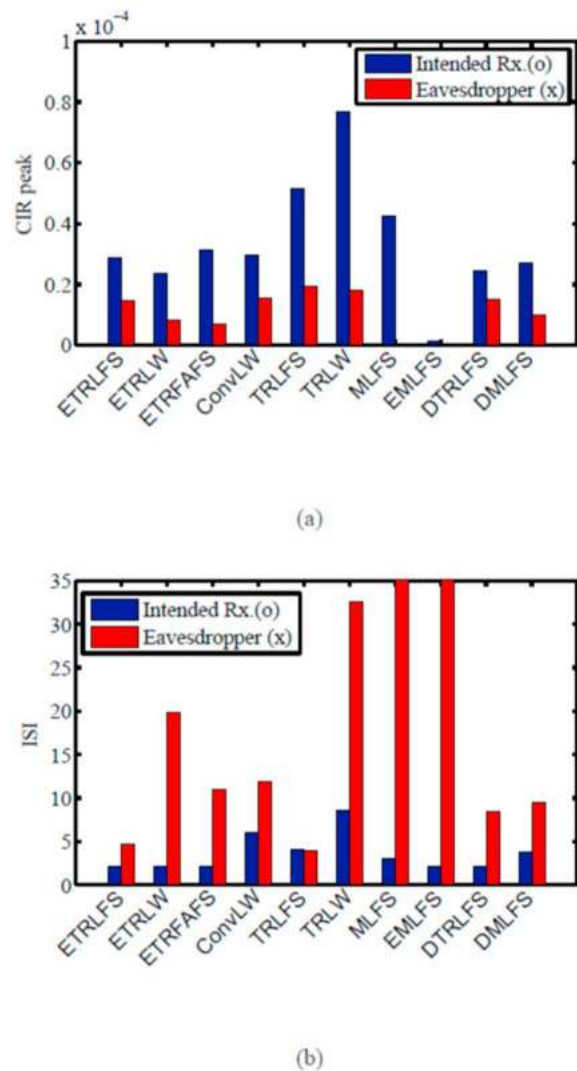 x 10⁻⁴
1
0.8
0.6
0.4
0.2
0
CIR peak
Intended Rx.(o)
Eavesdropper (x)
ETRLFS
ETRLW
ETRFAFS
ConvLW
TRLFS
TRLW
MLFS
EMLFS
DTRLFS
DMLFS
(a)
35
30
25
20
15
10
5
0
ISI
Intended Rx.(o)
Eavesdropper (x)
ETRLFS
ETRLW
ETRFAFS
ConvLW
TRLFS
TRLW
MLFS
EMLFS
DTRLFS
DMLFS
(b)